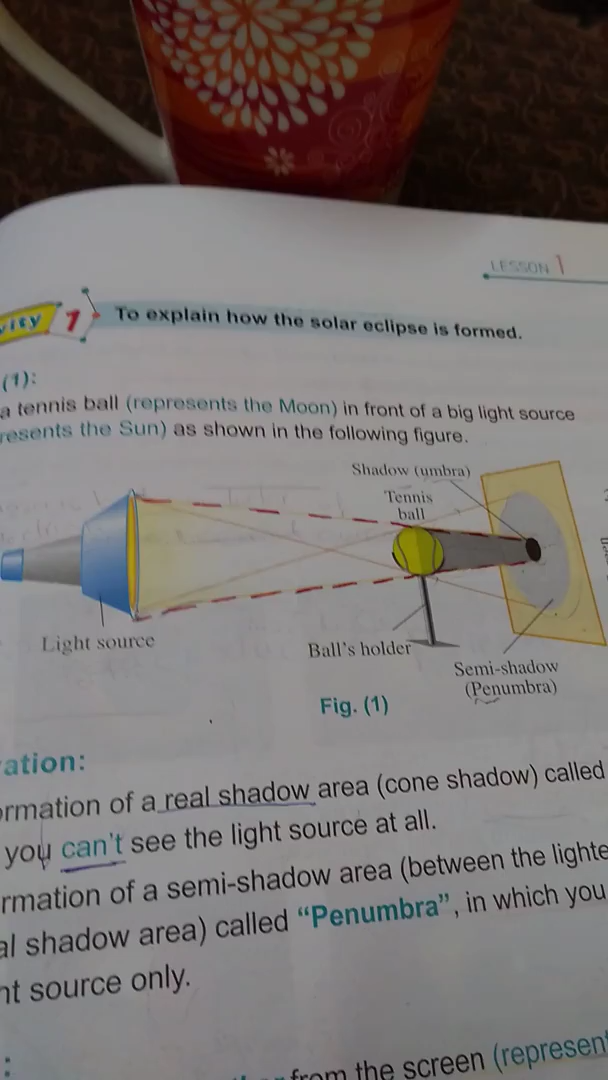 LESSON 1
vity 1 To explain how the solar eclipse is formed.
(1):
a tennis ball (represents the Moon) in front of a big light source
resents the Sun) as shown in the following figure.
Shadow (umbra)
Tennis
ball
Light source
Ball's holder
Semi-shadow
(Penumbra)
Fig. (1)
ation:
ormation of a real shadow area (cone shadow) called
you can't see the light source at all.
rmation of a semi-shadow area (between the lighte
al shadow area) called “Penumbra”, in which you
nt source only.
:
from the screen (represent